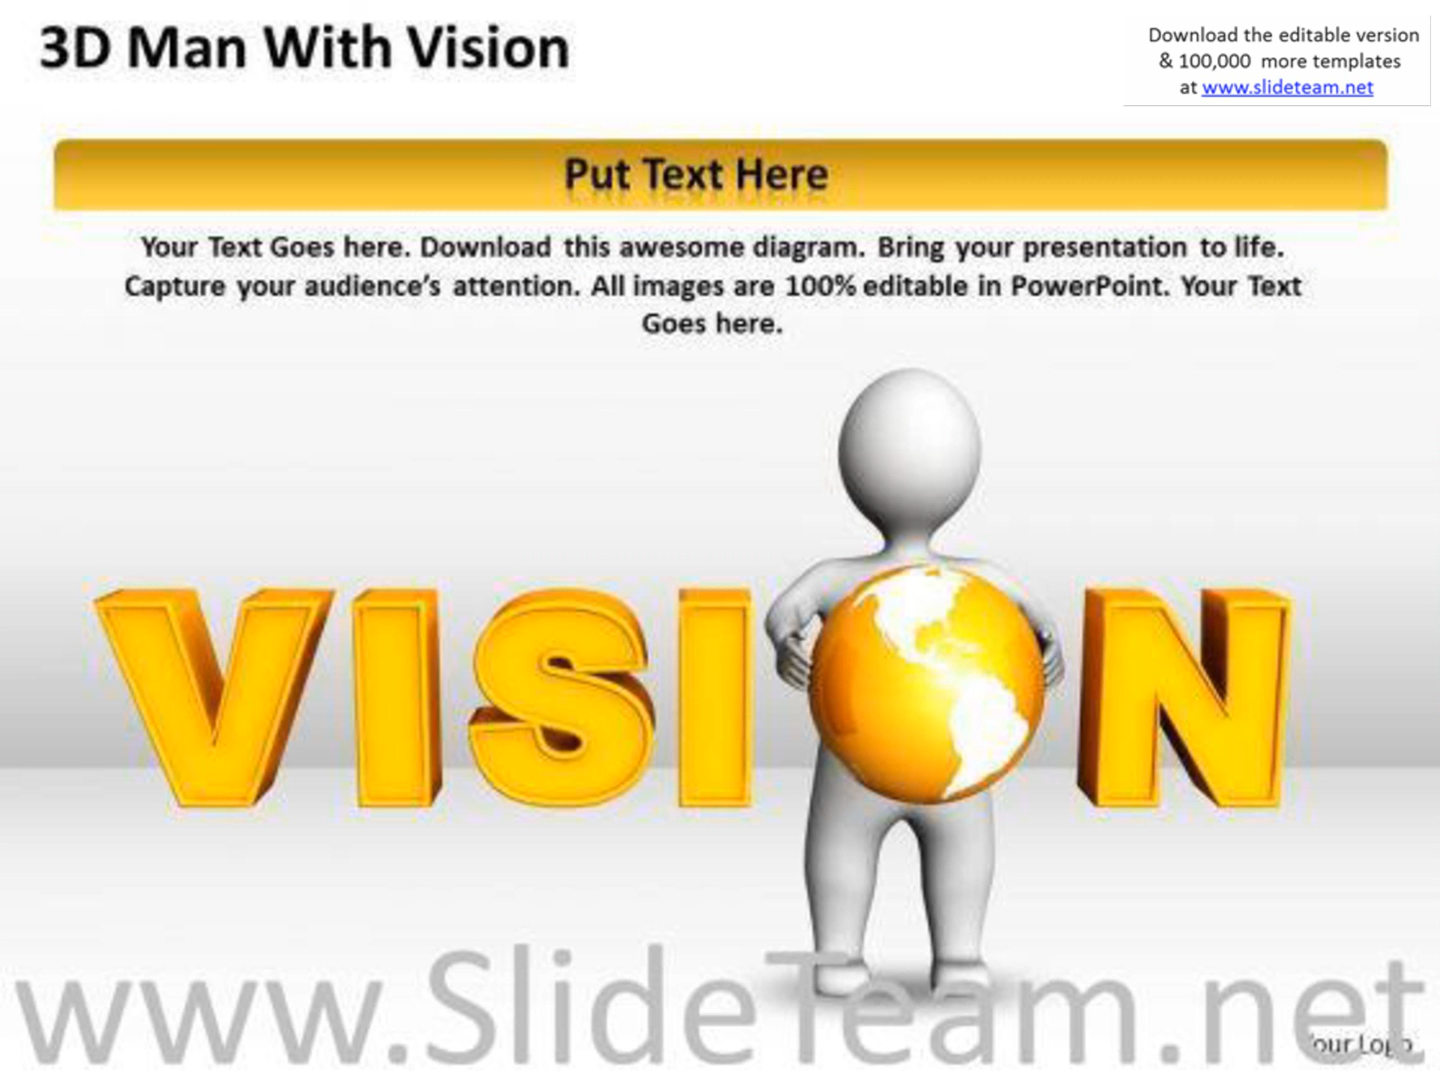 3D Man With Vision
Download the editable version
& 100,000 more templates
at www.slideteam.net
Put Text Here
Your Text Goes here. Download this awesome diagram. Bring your presentation to life.
Capture your audience’s attention. All images are 100% editable in PowerPoint. Your Text
Goes here.
VISI N
www.SlideTeam.net
Your Logo